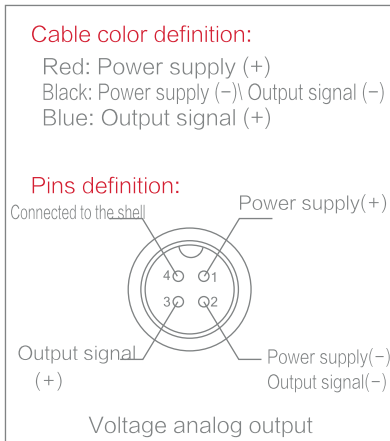 Cable color definition:
Red: Power supply (+)
Black: Power supply (−)\ Output signal (−)
Blue: Output signal (+)
Pins definition:
Connected to the shell
Power supply(+)
4 1
3 2
Output signal
(+)
Power supply(−)
Output signal(−)
Voltage analog output